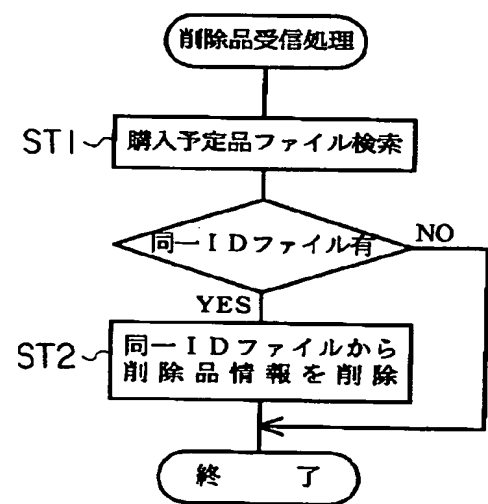 削除品受信処理
ST1
購入予定品ファイル検索
同一IDファイル有
NO
YES
ST2
同一IDファイルから
削除品情報を削除
終 了